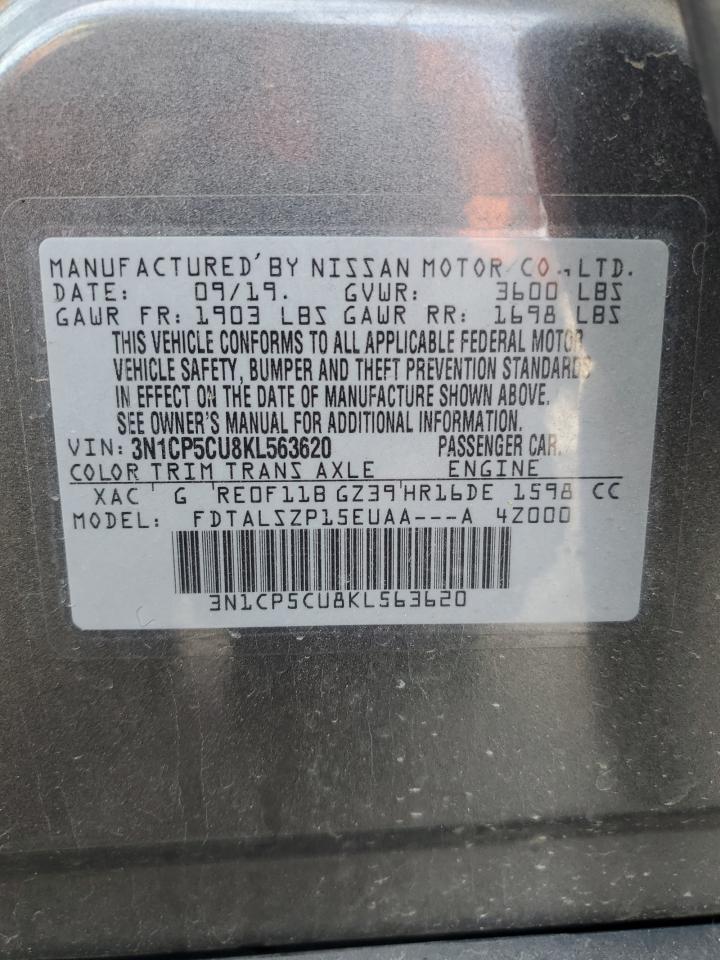 MANUFACTURED BY NISSAN MOTOR CO.,LTD.
DATE: 09/19. GVWR: 3600 LBS
GAWR FR: 1903 LBS GAWR RR: 1698 LBS
THIS VEHICLE CONFORMS TO ALL APPLICABLE FEDERAL MOTOR
VEHICLE SAFETY, BUMPER AND THEFT PREVENTION STANDARDS
IN EFFECT ON THE DATE OF MANUFACTURE SHOWN ABOVE.
SEE OWNER'S MANUAL FOR ADDITIONAL INFORMATION.
VIN: 3N1CP5CU8KL563620 PASSENGER CAR
COLOR TRIM TRANS AXLE ENGINE
XAC G RE0F11B GZ39 HR16DE 1598 CC
MODEL: FDTALSZP15EUAA---A 4Z000
3N1CP5CU8KL563620